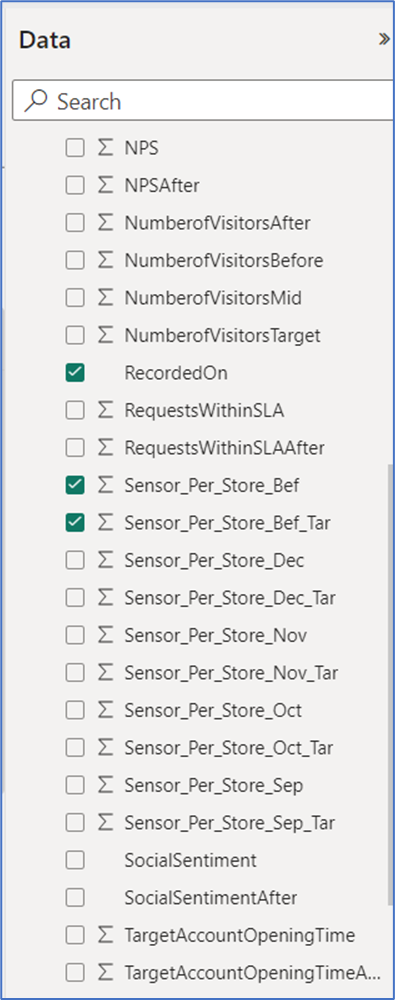 Data
Search
NPS
NPSAfter
NumberofVisitorsAfter
NumberofVisitorsBefore
NumberofVisitorsMid
NumberofVisitorsTarget
RecordedOn
RequestsWithinSLA
RequestsWithinSLAAfter
Sensor_Per_Store_Bef
Sensor_Per_Store_Bef_Tar
Sensor_Per_Store_Dec
Sensor_Per_Store_Dec_Tar
Sensor_Per_Store_Nov
Sensor_Per_Store_Nov_Tar
Sensor_Per_Store_Oct
Sensor_Per_Store_Oct_Tar
Sensor_Per_Store_Sep
Sensor_Per_Store_Sep_Tar
SocialSentiment
SocialSentimentAfter
TargetAccountOpeningTime
TargetAccountOpeningTimeA...